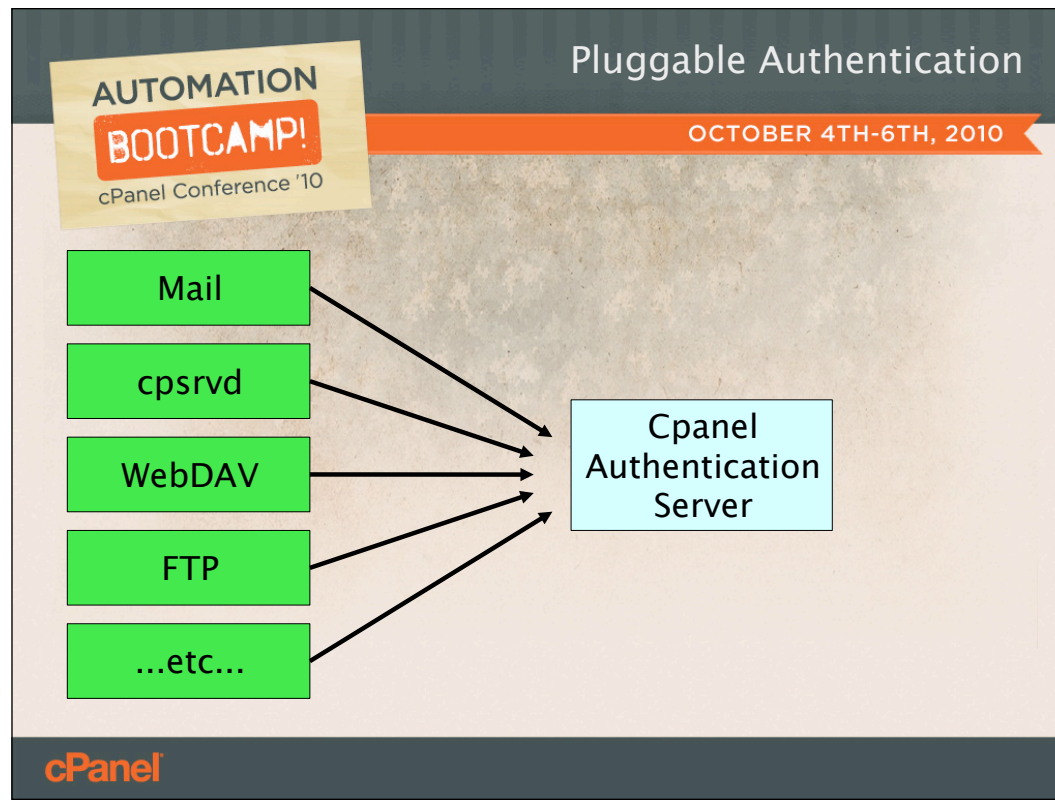 Pluggable Authentication
AUTOMATION
BOOTCAMP!
cPanel Conference '10
OCTOBER 4TH-6TH, 2010
Mail
cpsrvd
WebDAV
FTP
...etc...
Cpanel
Authentication
Server
cPanel